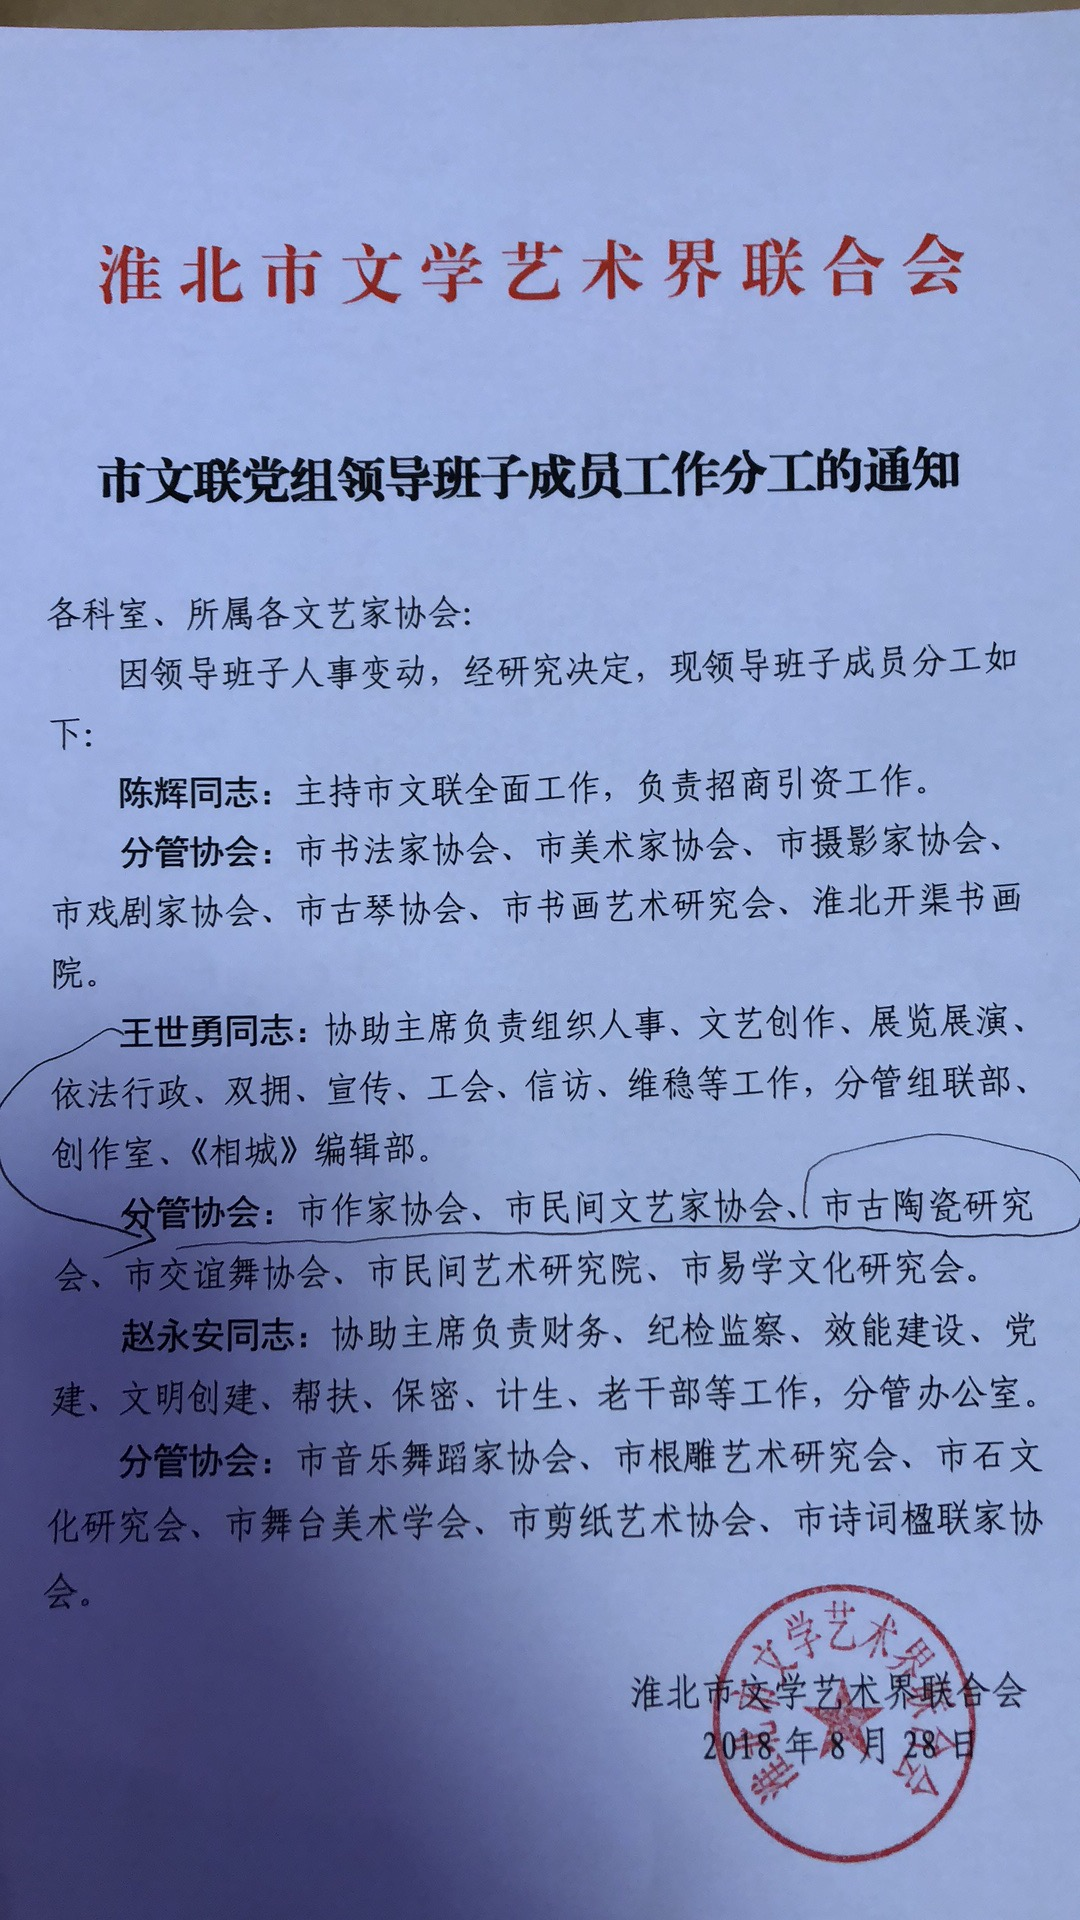 淮北市文学艺术界联合会
市文联党组领导班子成员工作分工的通知
各科室、所属各文艺家协会：
因领导班子人事变动，经研究决定，现领导班子成员分工如
下：
陈辉同志：主持市文联全面工作，负责招商引资工作。
分管协会：市书法家协会、市美术家协会、市摄影家协会、
市戏剧家协会、市古琴协会、市书画艺术研究会、淮北开渠书画
院。
王世勇同志：协助主席负责组织人事、文艺创作、展览展演、
依法行政、双拥、宣传、工会、信访、维稳等工作，分管组联部、
创作室、《相城》编辑部。
分管协会：市作家协会、市民间文艺家协会、市古陶瓷研究
会、市交谊舞协会、市民间艺术研究院、市易学文化研究会。
赵永安同志：协助主席负责财务、纪检监察、效能建设、党
建、文明创建、帮扶、保密、计生、老干部等工作，分管办公室。
分管协会：市音乐舞蹈家协会、市根雕艺术研究会、市石文
化研究会、市舞台美术学会、市剪纸艺术协会、市诗词楹联家协
会。
淮北市文学艺术界联合会
2018年8月28日
淮北市文学艺术界联合会